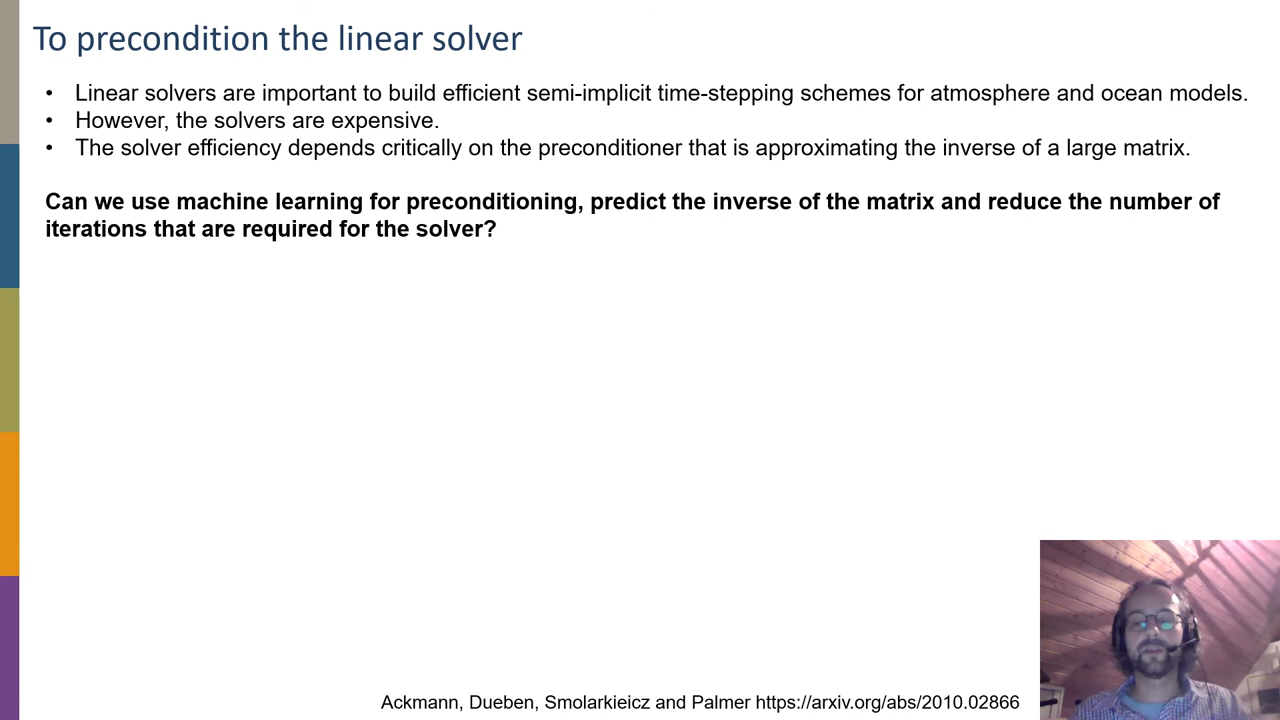 To precondition the linear solver
• Linear solvers are important to build efficient semi-implicit time-stepping schemes for atmosphere and ocean models.
• However, the solvers are expensive.
• The solver efficiency depends critically on the preconditioner that is approximating the inverse of a large matrix.
Can we use machine learning for preconditioning, predict the inverse of the matrix and reduce the number of
iterations that are required for the solver?
Ackmann, Dueben, Smolarkieicz and Palmer https://arxiv.org/abs/2010.02866